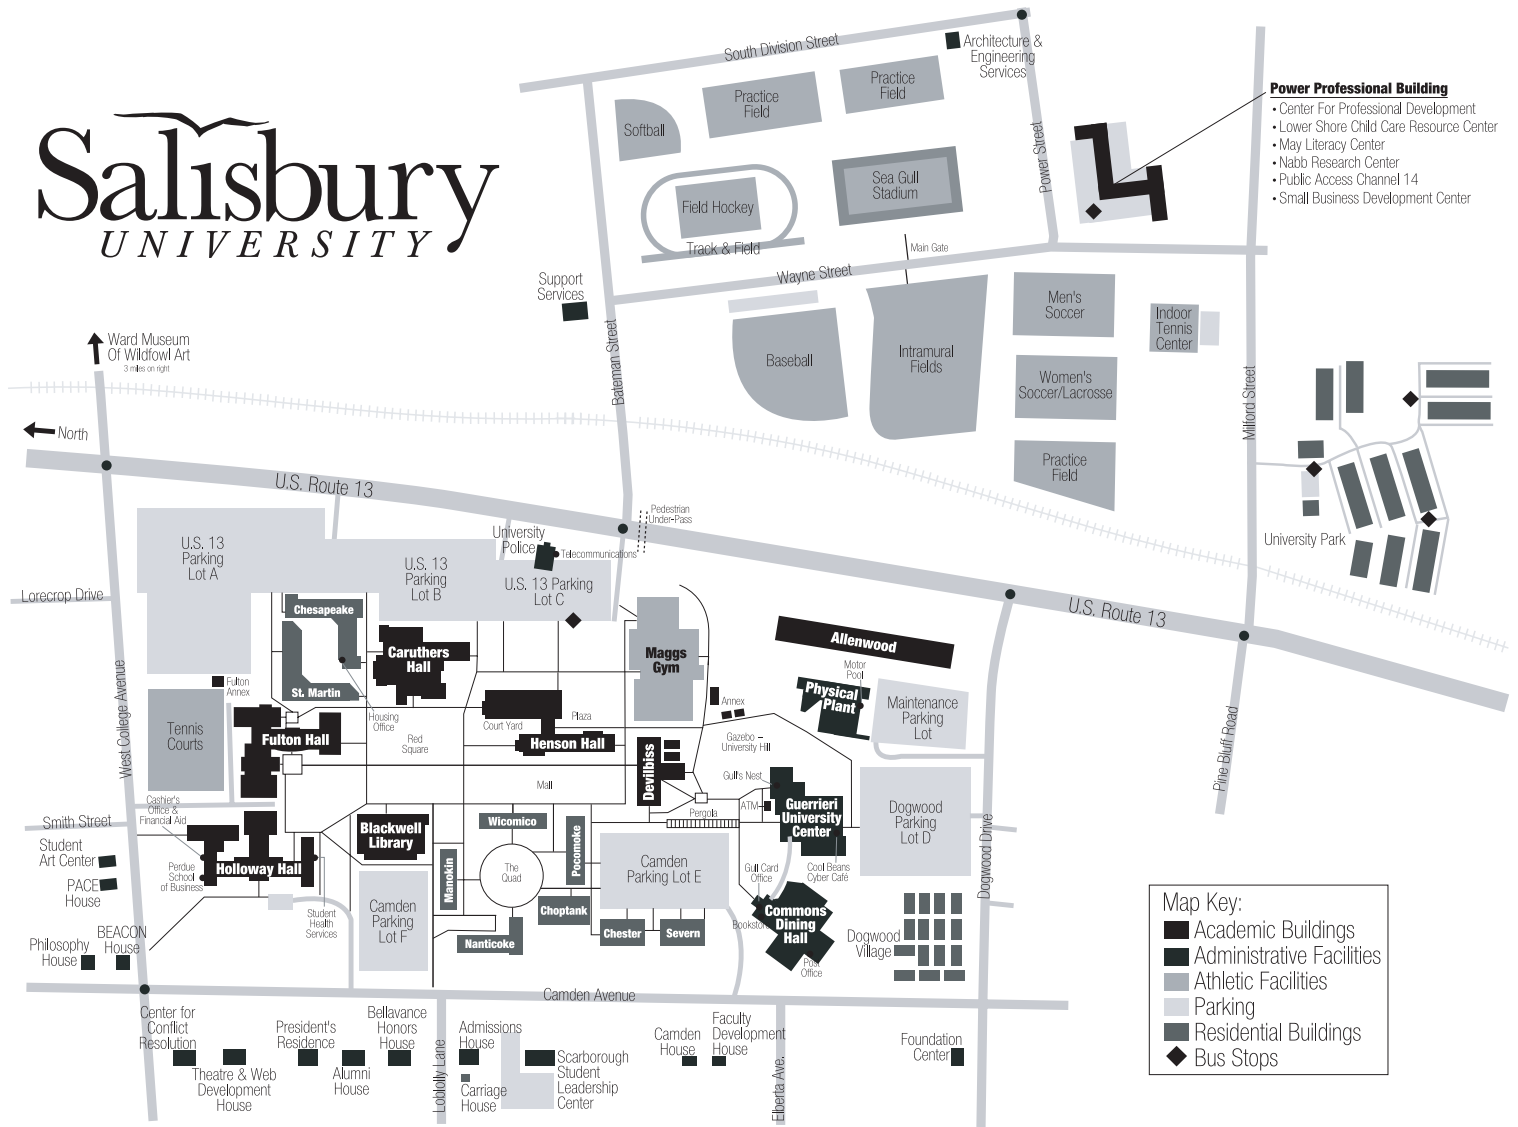 Salisbury
UNIVERSITY
South Division Street
Architecture &
Engineering
Services
Practice
Field
Practice
Field
Softball
Power Street
Power Professional Building
• Center For Professional Development
• Lower Shore Child Care Resource Center
• May Literacy Center
• Nabb Research Center
• Public Access Channel 14
• Small Business Development Center
Sea Gull
Stadium
Field Hockey
Track & Field
Main Gate
Wayne Street
Support
Services
Bateman Street
Men's
Soccer
Indoor
Tennis
Center
Baseball
Intramural
Fields
Women's
Soccer/Lacrosse
Milford Street
Practice
Field
Ward Museum
Of Wildfowl Art
3 miles on right
North
U.S. Route 13
Pedestrian
Under-Pass
University
Police
Telecommunications
University Park
U.S. 13
Parking
Lot A
U.S. 13
Parking
Lot B
U.S. 13 Parking
Lot C
Lorecrop Drive
Chesapeake
U.S. Route 13
Allenwood
Caruthers
Hall
Maggs
Gym
Motor
Pool
West College Avenue
Fulton
Annex
St. Martin
Physical
Plant
Annex
Maintenance
Parking
Lot
Housing
Office
Court Yard
Plaza
Tennis
Courts
Fulton Hall
Red
Square
Henson Hall
Gazebo –
University Hill
Pine Bluff Road
Devilbiss
Gull's Nest
Mall
Cashier's
Office &
Financial Aid
ATM
Guerrieri
University
Center
Pergola
Dogwood
Parking
Lot D
Smith Street
Wicomico
Blackwell
Library
Student
Art Center
Pocomoke
Dogwood Drive
Perdue
School
of Business
Holloway Hall
Manokin
The
Quad
Camden
Parking Lot E
Gull Card
Office
Cool Beans
Cyber Café
PACE
House
Student
Health
Services
Camden
Parking
Lot F
Choptank
Bookstore
Commons
Dining
Hall
Post
Office
Chester
Severn
Nanticoke
Dogwood
Village
BEACON
House
Philosophy
House
Map Key:
Academic Buildings
Administrative Facilities
Athletic Facilities
Parking
Residential Buildings
Bus Stops
Camden Avenue
Center for
Conflict
Resolution
Theatre & Web
Development
House
President's
Residence
Alumni
House
Bellavance
Honors
House
Loblolly Lane
Admissions
House
Carriage
House
Scarborough
Student
Leadership
Center
Camden
House
Faculty
Development
House
Elberta Ave.
Foundation
Center